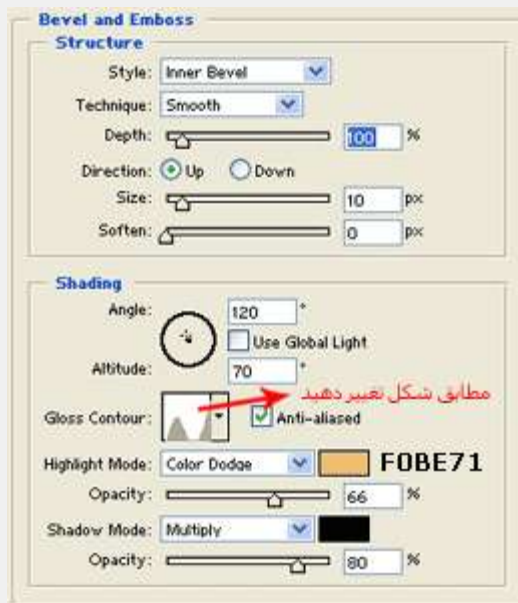 Bevel and Emboss
Structure
Style: Inner Bevel
Technique: Smooth
Depth: 100 %
Direction: Up Down
Size: 10 px
Soften: 0 px
Shading
Angle: 120 °
Use Global Light
Altitude: 70 °
مطابق شکل تغییر دهید
Gloss Contour: Anti-aliased
Highlight Mode: Color Dodge F0BE71
Opacity: 66 %
Shadow Mode: Multiply
Opacity: 80 %